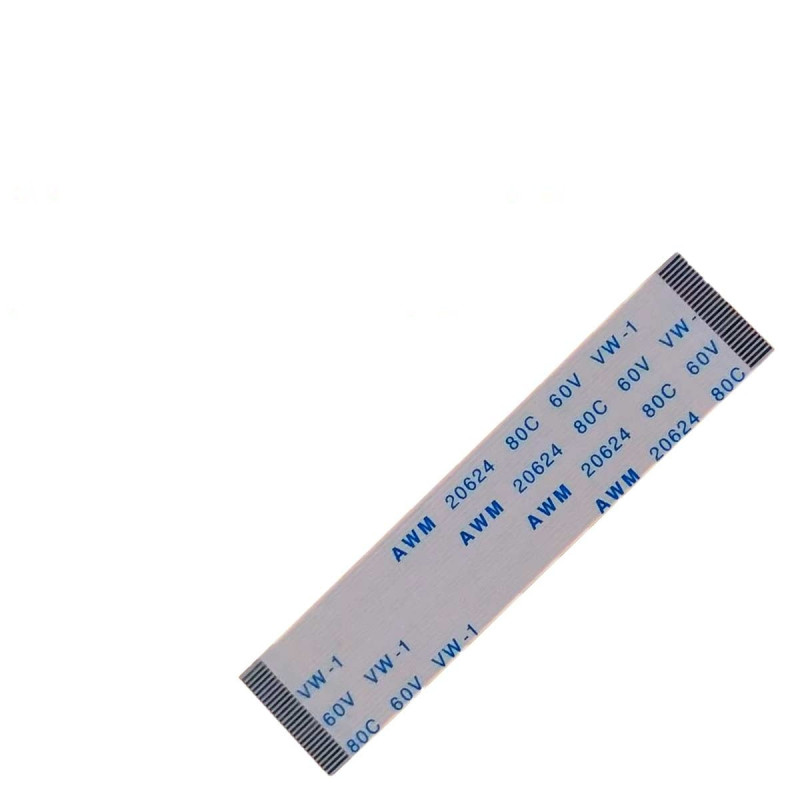 AWM 20624 80C 60V VW-1
AWM 20624 80C 60V VW-
AWM 20624 80C 60V
AWM 20624 80C
VW-1
60V VW-1
80C 60V VW-1